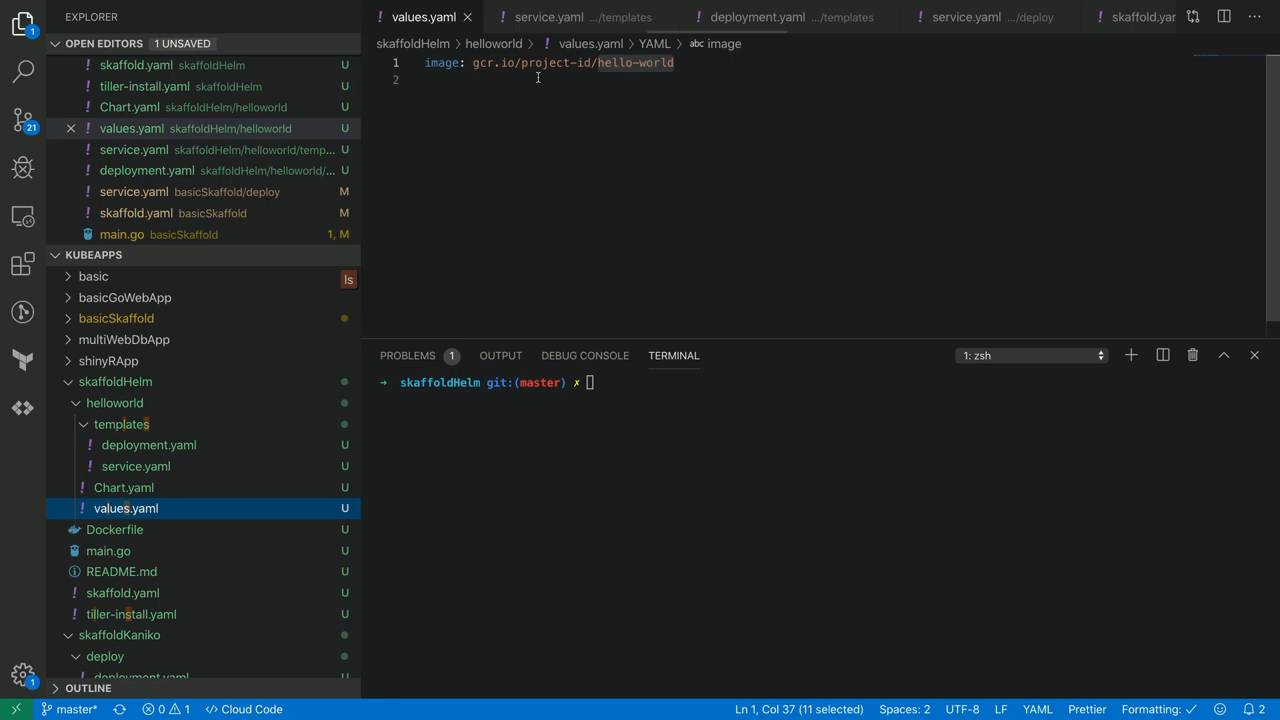 1
EXPLORER
OPEN EDITORS 1 UNSAVED
skaffold.yaml skaffoldHelm U
tiller-install.yaml skaffoldHelm U
Chart.yaml skaffoldHelm/helloworld U
values.yaml skaffoldHelm/helloworld U
service.yaml skaffoldHelm/helloworld/temp... U
deployment.yaml skaffoldHelm/helloworld/... U
service.yaml basicSkaffold/deploy M
skaffold.yaml basicSkaffold M
main.go basicSkaffold 1, M
21
KUBEAPPS
basic
ls
basicGoWebApp
basicSkaffold
multiWebDbApp
shinyRApp
skaffoldHelm
helloworld
templates
deployment.yaml U
service.yaml U
Chart.yaml U
values.yaml U
Dockerfile U
main.go U
README.md U
skaffold.yaml U
tiller-install.yaml U
skaffoldKaniko
deploy
OUTLINE
1
values.yaml service.yaml .../templates deployment.yaml .../templates service.yaml .../deploy skaffold.yar
skaffoldHelm > helloworld > values.yaml > YAML > abc image
1 image: gcr.io/project-id/hello-world
2
PROBLEMS 1 OUTPUT DEBUG CONSOLE TERMINAL 1: zsh
➜ skaffoldHelm git:(master) ✗
master* 0 1 Cloud Code Ln 1, Col 37 (11 selected) Spaces: 2 UTF-8 LF YAML Prettier Formatting: ✓ 2